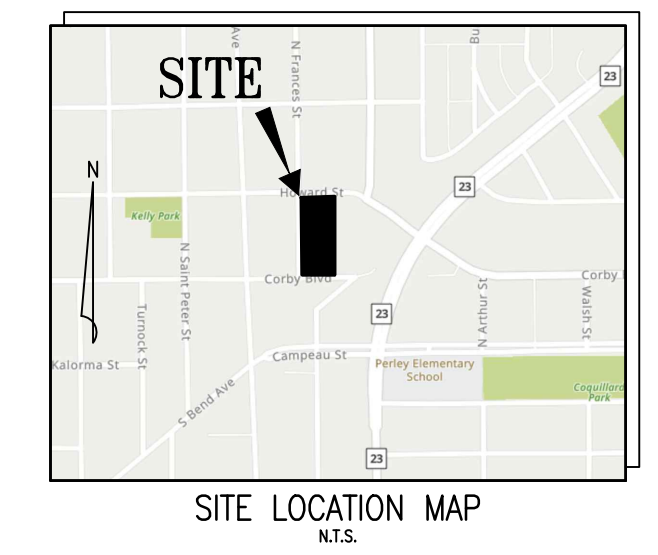 Ave
N Frances St
SITE
23
N
Howard St
23
Kelly Park
N Saint Peter St
Corby Blvd
Corby
Turnock St
N Arthur St
Walsh St
23
Campeau St
Kalorma St
Perley Elementary
School
Coquillard
Park
S Bend Ave
23
SITE LOCATION MAP
N.T.S.